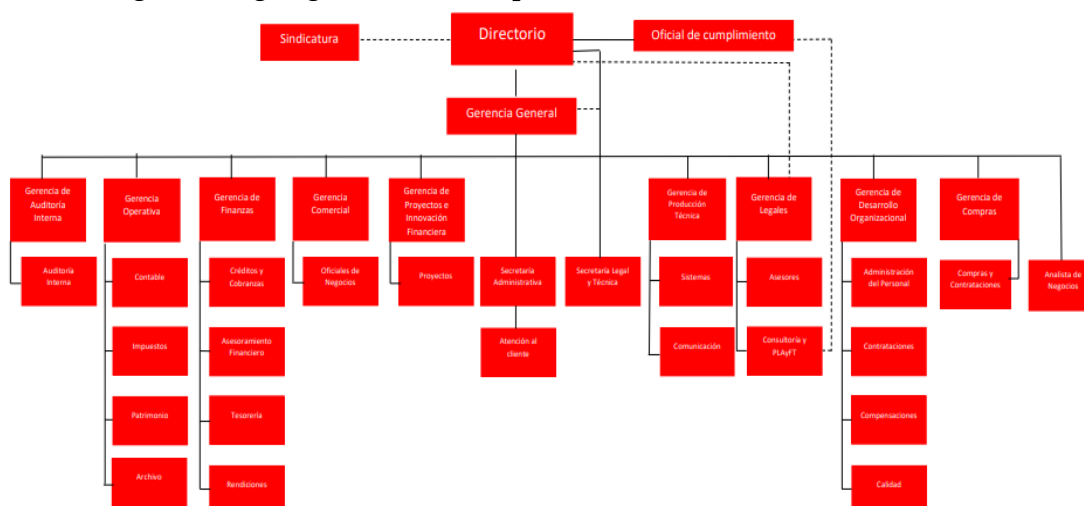 Directorio
Sindicatura
Oficial de cumplimiento
Gerencia General
Gerencia de
Auditoría
Interna
Gerencia
Operativa
Gerencia de
Finanzas
Gerencia
Comercial
Gerencia de
Proyectos e
Innovación
Financiera
Gerencia de
Producción
Técnica
Gerencia de
Legales
Gerencia de
Desarrollo
Organizacional
Gerencia de
Compras
Auditoría
Interna
Contable
Créditos y
Cobranzas
Oficiales de
Negocios
Proyectos
Secretaría
Administrativa
Secretaría Legal
y Técnica
Sistemas
Asesores
Administración
del Personal
Compras y
Contrataciones
Analista de
Negocios
Impuestos
Asesoramiento
Financiero
Atención al
cliente
Comunicación
Consultoría y
PLAyFT
Contrataciones
Patrimonio
Tesorería
Compensaciones
Archivo
Rendiciones
Calidad